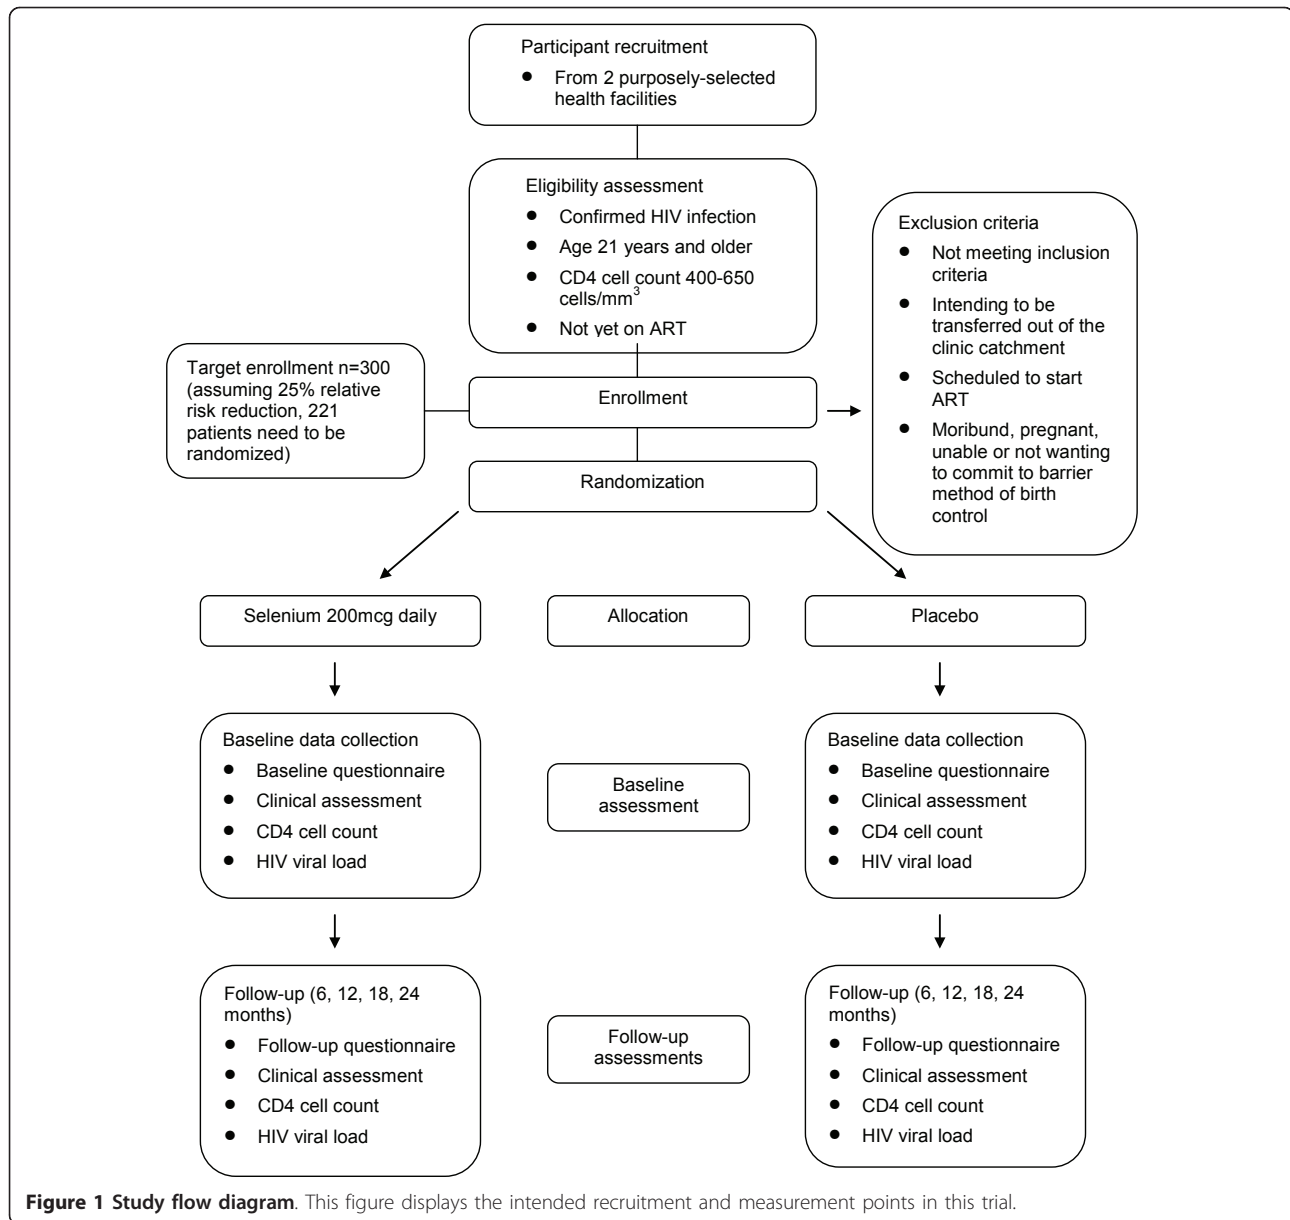 Participant recruitment
● From 2 purposely-selected
health facilities
Eligibility assessment
● Confirmed HIV infection
● Age 21 years and older
● CD4 cell count 400-650
cells/mm³
● Not yet on ART
Exclusion criteria
● Not meeting inclusion
criteria
● Intending to be
transferred out of the
clinic catchment
● Scheduled to start
ART
● Moribund, pregnant,
unable or not wanting
to commit to barrier
method of birth
control
Target enrollment n=300
(assuming 25% relative
risk reduction, 221
patients need to be
randomized)
Enrollment
Randomization
Selenium 200mcg daily
Allocation
Placebo
Baseline data collection
● Baseline questionnaire
● Clinical assessment
● CD4 cell count
● HIV viral load
Baseline
assessment
Baseline data collection
● Baseline questionnaire
● Clinical assessment
● CD4 cell count
● HIV viral load
Follow-up (6, 12, 18, 24
months)
● Follow-up questionnaire
● Clinical assessment
● CD4 cell count
● HIV viral load
Follow-up
assessments
Follow-up (6, 12, 18, 24
months)
● Follow-up questionnaire
● Clinical assessment
● CD4 cell count
● HIV viral load
Figure 1 Study flow diagram. This figure displays the intended recruitment and measurement points in this trial.